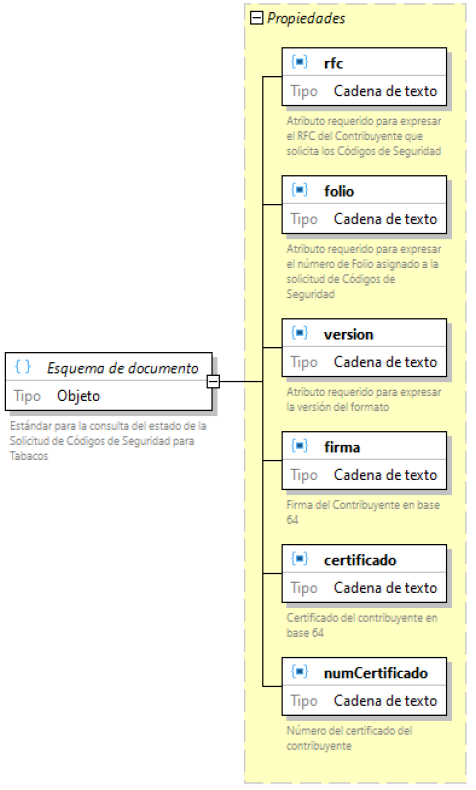 Propiedades
rfc
Tipo Cadena de texto
Atributo requerido para expresar
el RFC del Contribuyente que
solicita los Códigos de Seguridad
folio
Tipo Cadena de texto
Atributo requerido para expresar
el número de Folio asignado a la
solicitud de Códigos de
Seguridad
version
Tipo Cadena de texto
Atributo requerido para expresar
la versión del formato
Esquema de documento
Tipo Objeto
Estándar para la consulta del estado de la
Solicitud de Códigos de Seguridad para
Tabacos
firma
Tipo Cadena de texto
Firma del Contribuyente en base
64
certificado
Tipo Cadena de texto
Certificado del contribuyente en
base 64
numCertificado
Tipo Cadena de texto
Número del certificado del
contribuyente